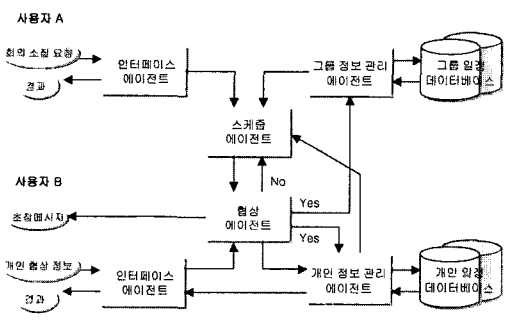 사용자 A
회의 소집 요청
결과
인터페이스
에이전트
그룹 정보 관리
에이전트
그룹 일정
데이터베이스
스케줄
에이전트
No
사용자 B
초청메시지
협상
에이전트
Yes
Yes
개인 협상 정보
결과
인터페이스
에이전트
개인 정보 관리
에이전트
개인 일정
데이터베이스